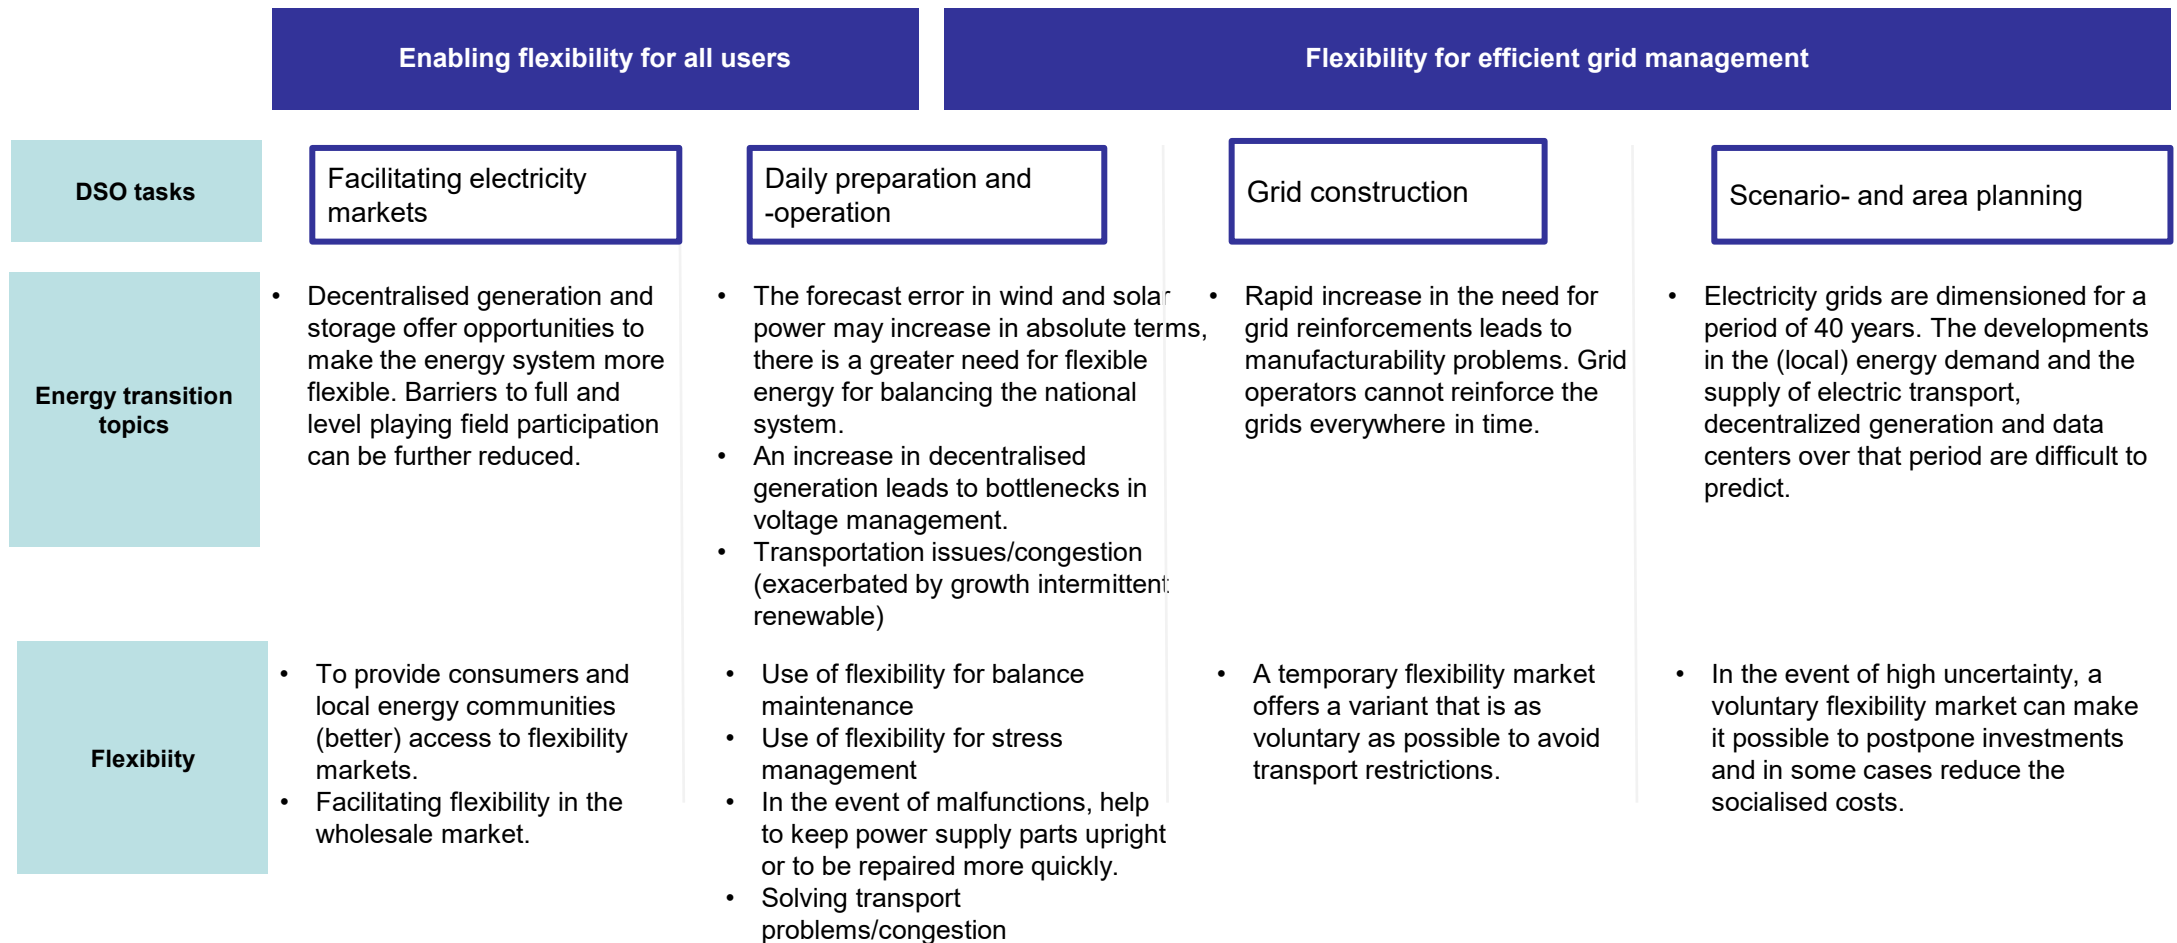 Enabling flexibility for all users
Flexibility for efficient grid management
DSO tasks
Facilitating electricity
markets
Daily preparation and
-operation
Grid construction
Scenario- and area planning
Energy transition
topics
• Decentralised generation and
storage offer opportunities to
make the energy system more
flexible. Barriers to full and
level playing field participation
can be further reduced.
• The forecast error in wind and solar
power may increase in absolute terms,
there is a greater need for flexible
energy for balancing the national
system.
• An increase in decentralised
generation leads to bottlenecks in
voltage management.
• Transportation issues/congestion
(exacerbated by growth intermittent
renewable)
• Rapid increase in the need for
grid reinforcements leads to
manufacturability problems. Grid
operators cannot reinforce the
grids everywhere in time.
• Electricity grids are dimensioned for a
period of 40 years. The developments
in the (local) energy demand and the
supply of electric transport,
decentralized generation and data
centers over that period are difficult to
predict.
Flexibiity
• To provide consumers and
local energy communities
(better) access to flexibility
markets.
• Facilitating flexibility in the
wholesale market.
• Use of flexibility for balance
maintenance
• Use of flexibility for stress
management
• In the event of malfunctions, help
to keep power supply parts upright
or to be repaired more quickly.
• Solving transport
problems/congestion
• A temporary flexibility market
offers a variant that is as
voluntary as possible to avoid
transport restrictions.
• In the event of high uncertainty, a
voluntary flexibility market can make
it possible to postpone investments
and in some cases reduce the
socialised costs.